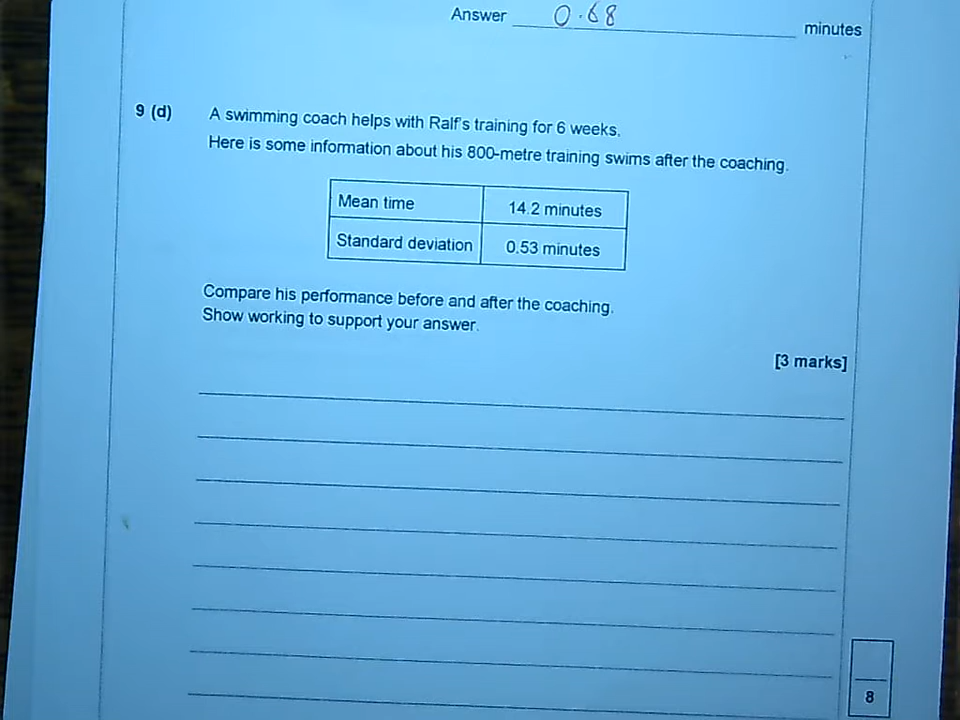 Answer 0.68 minutes
9 (d) A swimming coach helps with Ralf's training for 6 weeks.
Here is some information about his 800-metre training swims after the coaching.
Mean time 14.2 minutes
Standard deviation 0.53 minutes
Compare his performance before and after the coaching.
Show working to support your answer.
[3 marks]
8